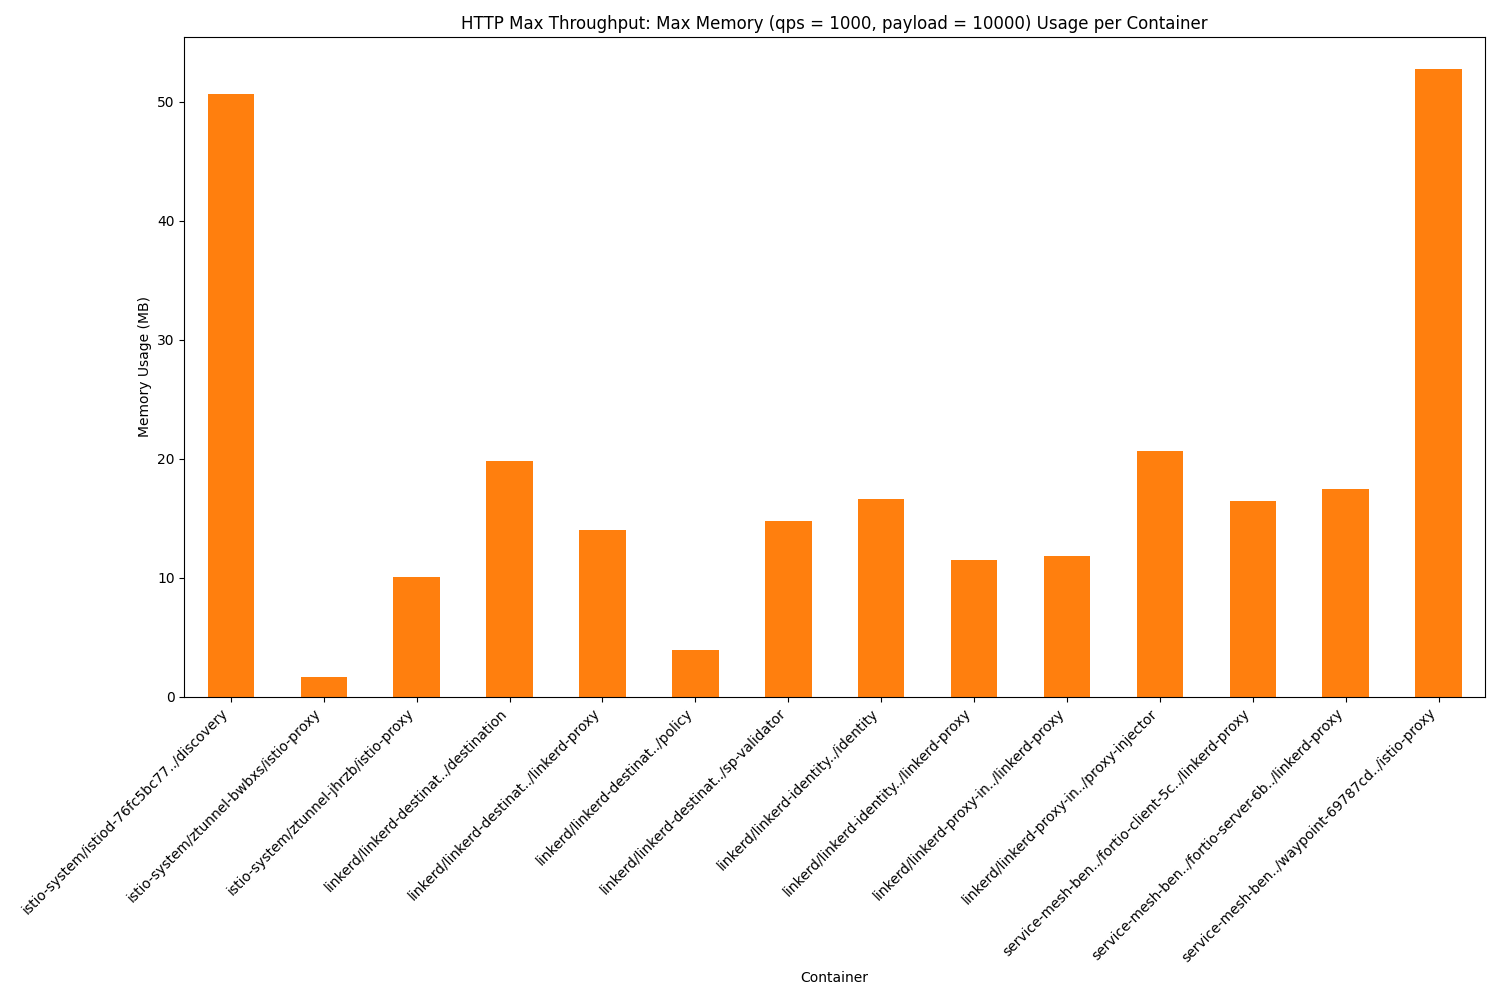 HTTP Max Throughput: Max Memory (qps = 1000, payload = 10000) Usage per Container
Memory Usage (MB)
50
40
30
20
10
0
istio-system/istiod-76fc5bc77../discovery
istio-system/ztunnel-bwbxs/istio-proxy
istio-system/ztunnel-jhrzb/istio-proxy
linkerd/linkerd-destinat../destination
linkerd/linkerd-destinat../linkerd-proxy
linkerd/linkerd-destinat../policy
linkerd/linkerd-destinat../sp-validator
linkerd/linkerd-identity../identity
linkerd/linkerd-identity../linkerd-proxy
linkerd/linkerd-proxy-in../linkerd-proxy
linkerd/linkerd-proxy-in../proxy-injector
service-mesh-ben../fortio-client-5c../linkerd-proxy
service-mesh-ben../fortio-server-6b../linkerd-proxy
service-mesh-ben../waypoint-69787cd../istio-proxy
Container